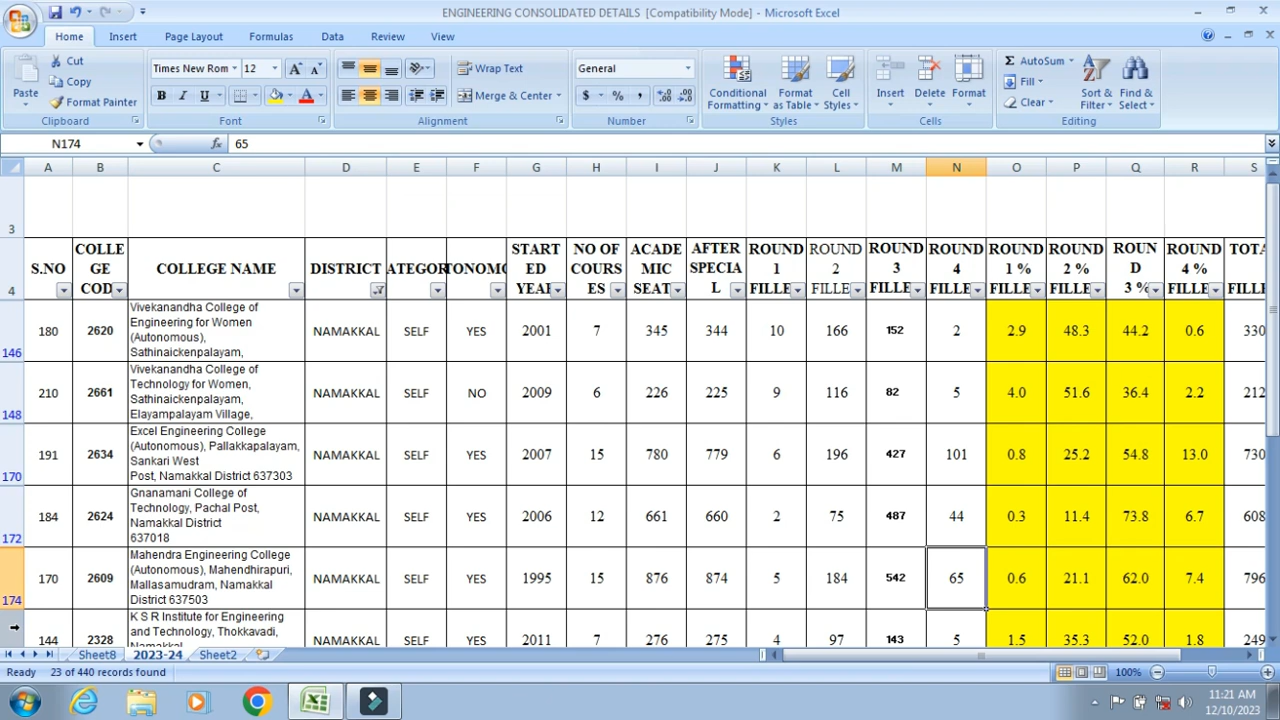 ENGINEERING CONSOLIDATED DETAILS [Compatibility Mode] - Microsoft Excel
Home Insert Page Layout Formulas Data Review View
Paste Cut Copy Format Painter Clipboard
Times New Rom 12 A A B I U A Font
Wrap Text Merge & Center Alignment
General $ % , Number
Conditional Formatting Format as Table Cell Styles Styles
Insert Delete Format Cells
Σ AutoSum Fill Clear Sort & Filter Find & Select Editing
N174 fx 65
A B C D E F G H I J K L M N O P Q R S
3
4 S.NO COLLE GE COD COLLEGE NAME DISTRICT ATEGOR TONOMO START ED YEA NO OF COURS ES ACADE MIC SEAT AFTER SPECIA L ROUND 1 FILLE ROUND 2 FILLE ROUND 3 FILLE ROUND 4 FILLE ROUND 1 % FILLE ROUND 2 % FILLE ROUN D 3 % ROUND 4 % FILLE TOTA FILLE
146 180 2620 Vivekanandha College of Engineering for Women (Autonomous), Sathinaickenpalayam, NAMAKKAL SELF YES 2001 7 345 344 10 166 152 2 2.9 48.3 44.2 0.6 330
148 210 2661 Vivekanandha College of Technology for Women, Sathinaickenpalayam, Elayampalayam Village, NAMAKKAL SELF NO 2009 6 226 225 9 116 82 5 4.0 51.6 36.4 2.2 212
170 191 2634 Excel Engineering College (Autonomous), Pallakkapalayam, Sankari West Post, Namakkal District 637303 NAMAKKAL SELF YES 2007 15 780 779 6 196 427 101 0.8 25.2 54.8 13.0 730
172 184 2624 Gnanamani College of Technology, Pachal Post, Namakkal District 637018 NAMAKKAL SELF YES 2006 12 661 660 2 75 487 44 0.3 11.4 73.8 6.7 608
174 170 2609 Mahendra Engineering College (Autonomous), Mahendhirapuri, Mallasamudram, Namakkal District 637503 NAMAKKAL SELF YES 1995 15 876 874 5 184 542 65 0.6 21.1 62.0 7.4 796
144 2328 K S R Institute for Engineering and Technology, Thokkavadi, NAMAKKAL SELF YES 2011 7 276 275 4 97 143 5 1.5 35.3 52.0 1.8 249
Sheet8 2023-24 Sheet2
Ready 23 of 440 records found 100%
11:21 AM
12/10/2023